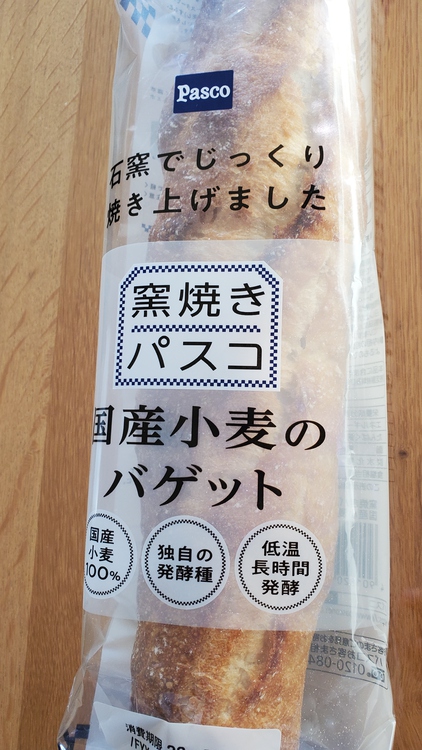 Pasco
石窯でじっくり
焼き上げました
窯焼き
パスコ
国産小麦の
バゲット
国産
小麦
100%
独自の
発酵種
低温
長時間
発酵
消費期限